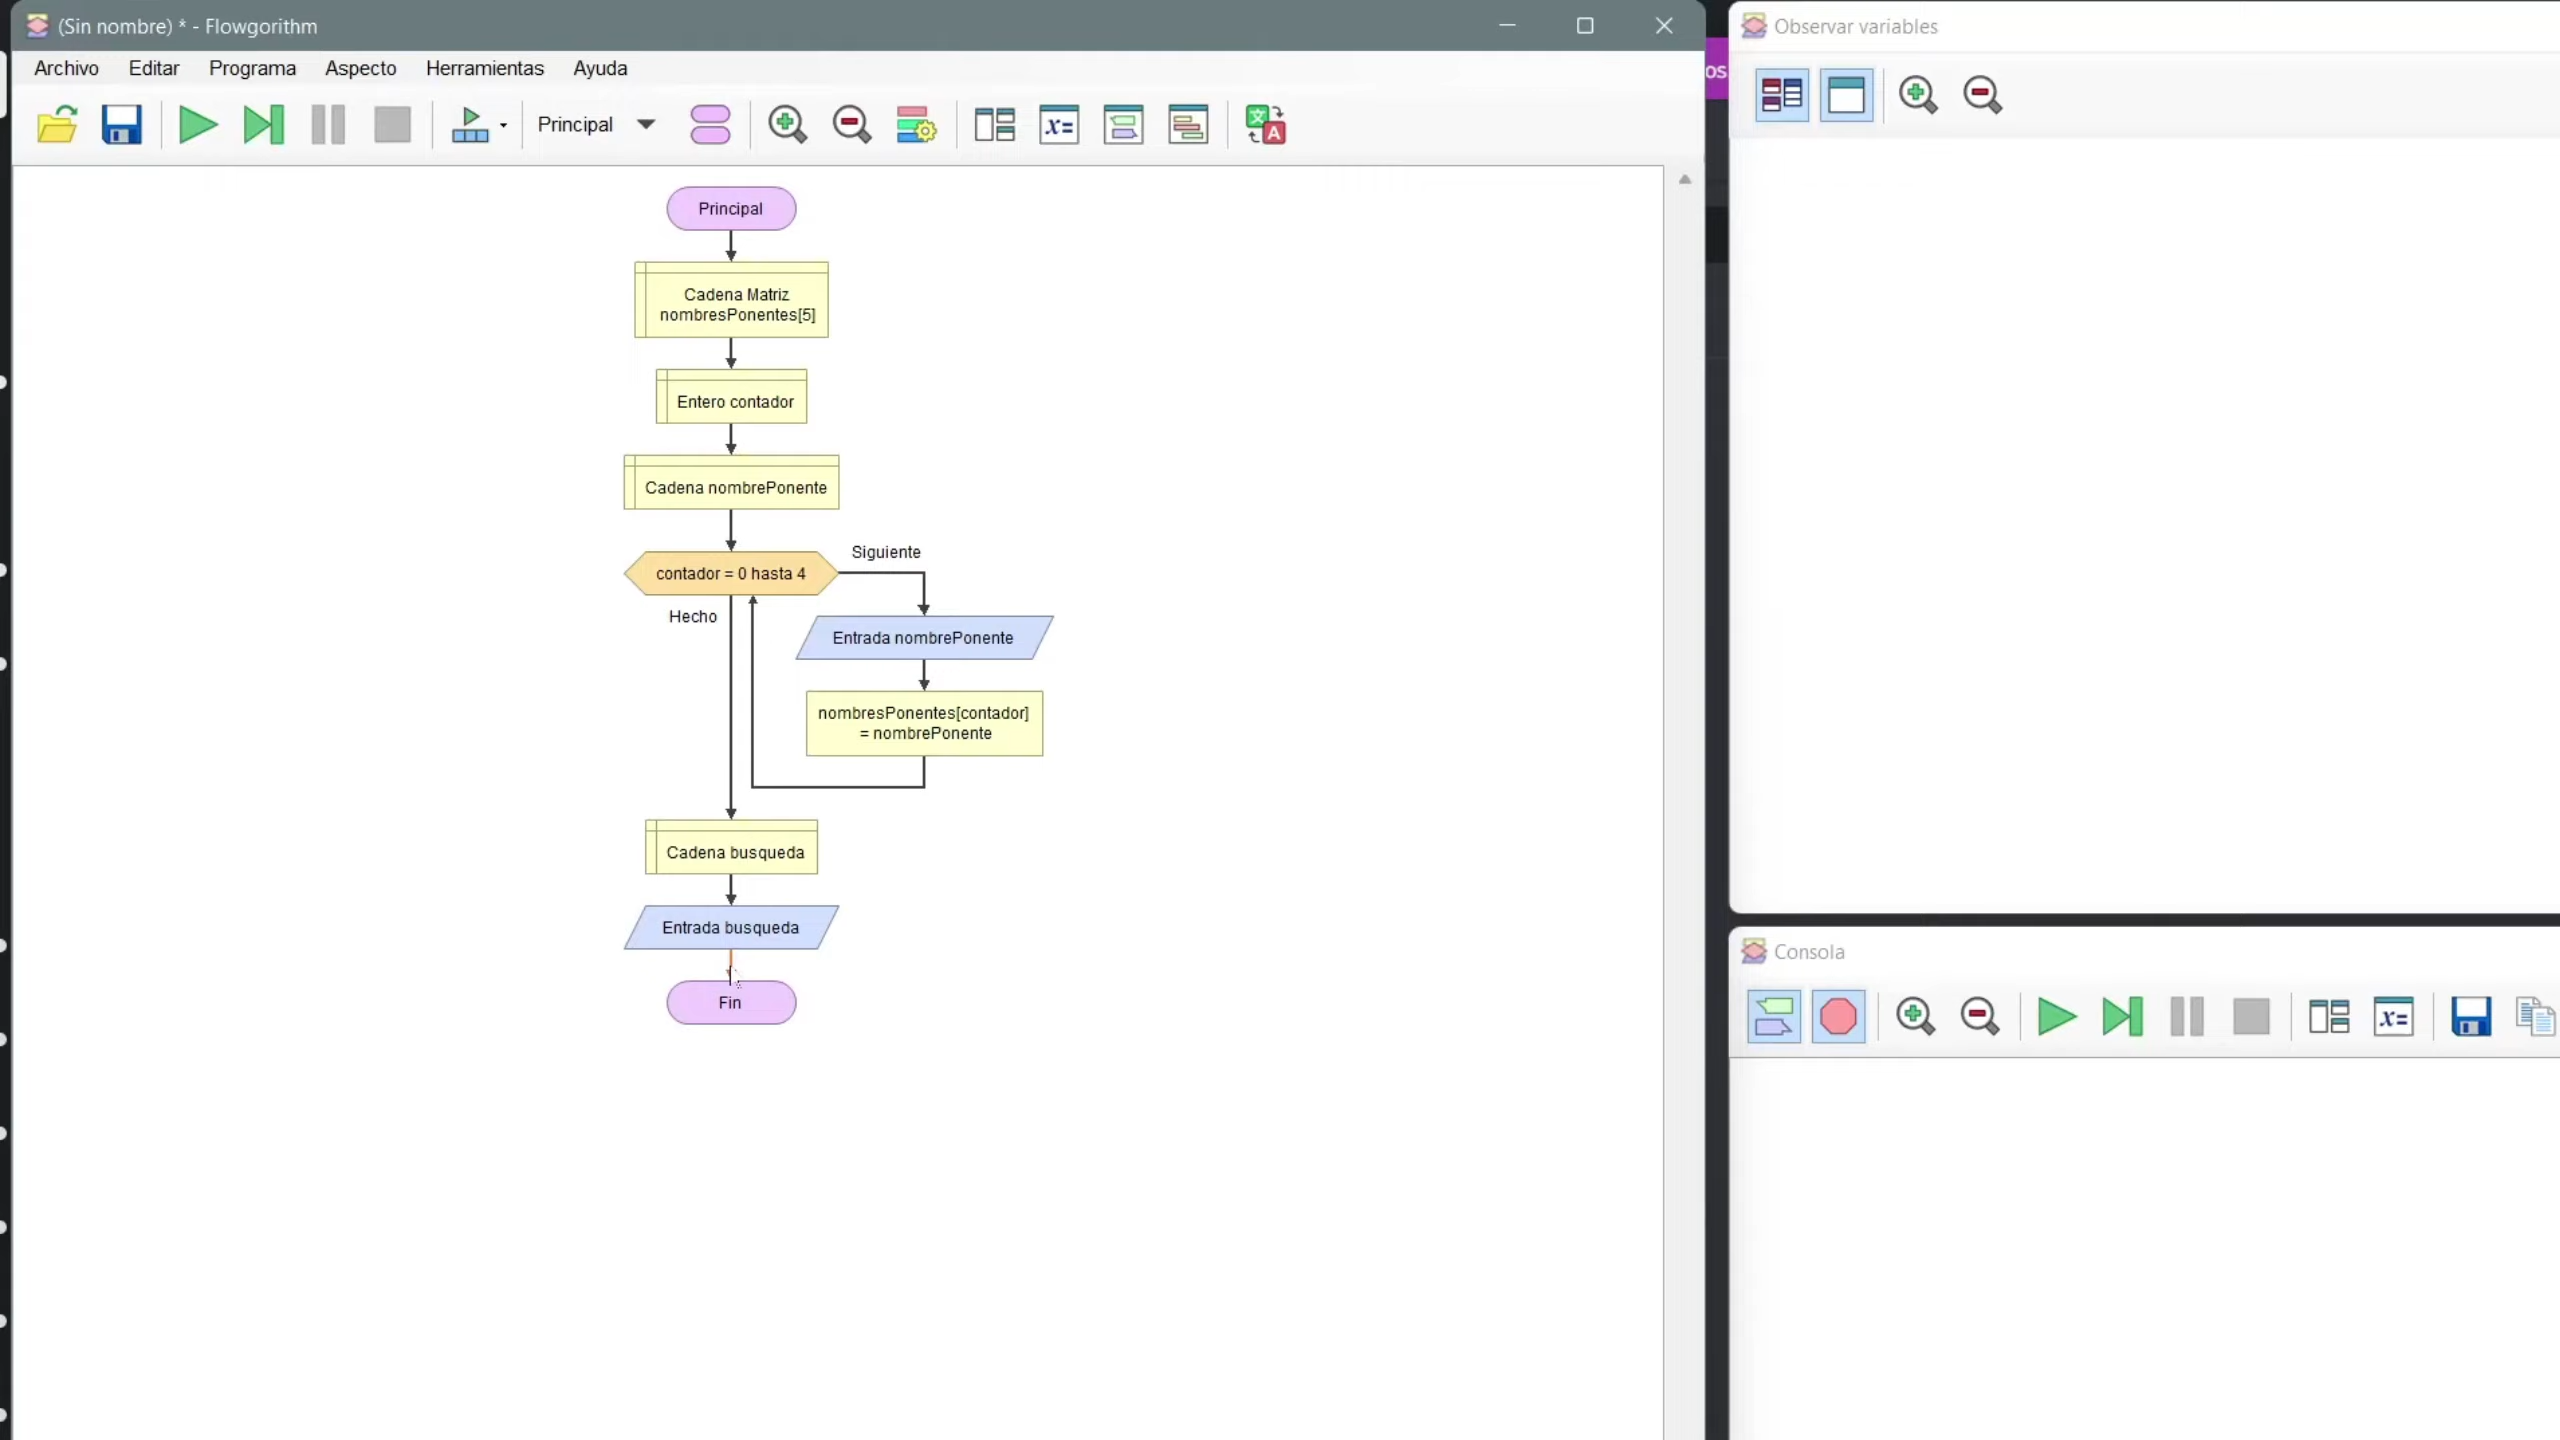 (Sin nombre) * - Flowgorithm
Archivo Editar Programa Aspecto Herramientas Ayuda
Principal
x=
A
Principal
Cadena Matriz
nombresPonentes[5]
Entero contador
Cadena nombrePonente
contador = 0 hasta 4
Siguiente
Hecho
Entrada nombrePonente
nombresPonentes[contador]
= nombrePonente
Cadena busqueda
Entrada busqueda
Fin
os
Observar variables
Consola
x=